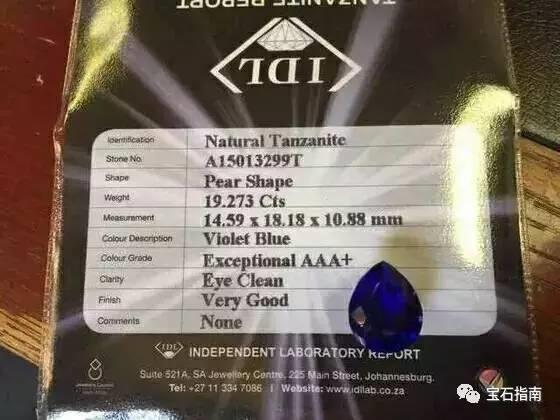 TANZANITE REPORT
IDL
Identification Natural Tanzanite
Stone No. A15013299T
Shape Pear Shape
Weight 19.273 Cts
Measurement 14.59 x 18.18 x 10.88 mm
Colour Description Violet Blue
Colour Grade Exceptional AAA+
Clarity Eye Clean
Finish Very Good
Comments None
IDL INDEPENDENT LABORATORY REPORT
Suite 521A, SA Jewellery Centre, 225 Main Street, Johannesburg.
Tel: +27 11 334 7086 | Website: www.idllab.co.za
Jewellery Council
宝石指南